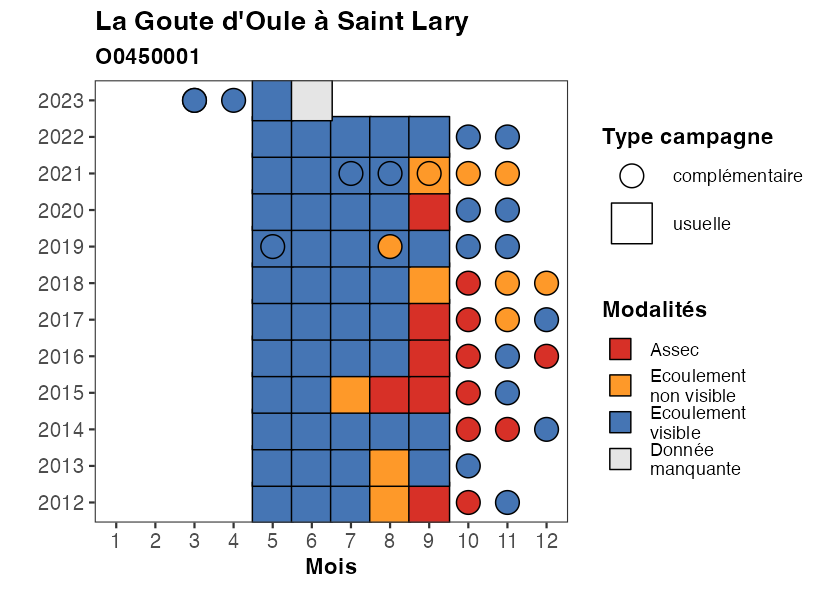 La Goute d'Oule à Saint Lary
O0450001
2023
2022
2021
2020
2019
2018
2017
2016
2015
2014
2013
2012
1 2 3 4 5 6 7 8 9 10 11 12
Mois
Type campagne
complémentaire
usuelle
Modalités
Assec
Ecoulement
non visible
Ecoulement
visible
Donnée
manquante